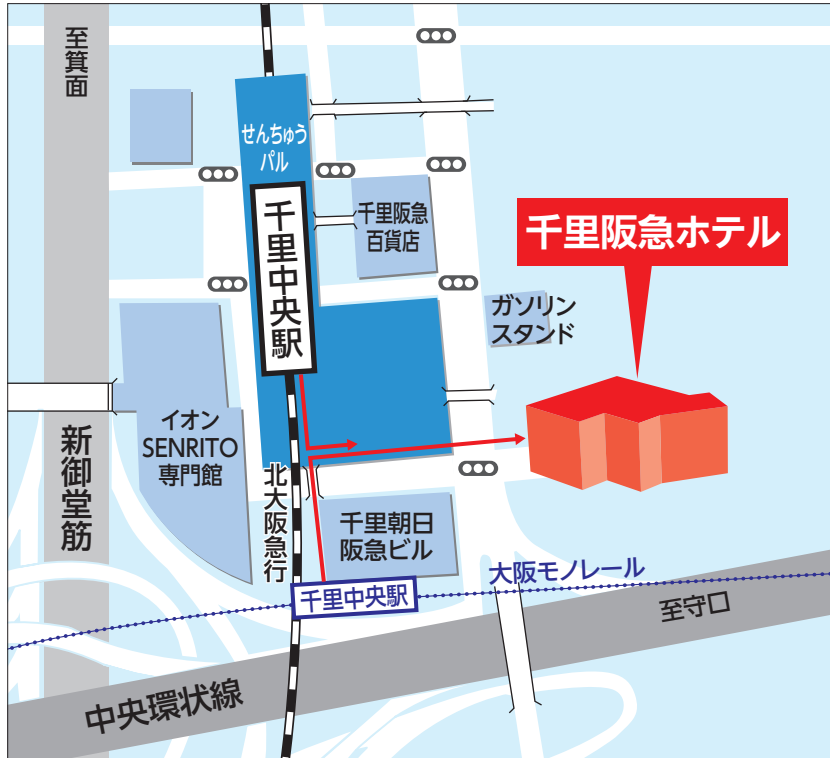 至箕面
せんちゅう
パル
千里中央駅
千里阪急
百貨店
千里阪急ホテル
ガソリン
スタンド
イオン
SENRITO
専門館
新御堂筋
北大阪急行
千里朝日
阪急ビル
大阪モノレール
千里中央駅
至守口
中央環状線